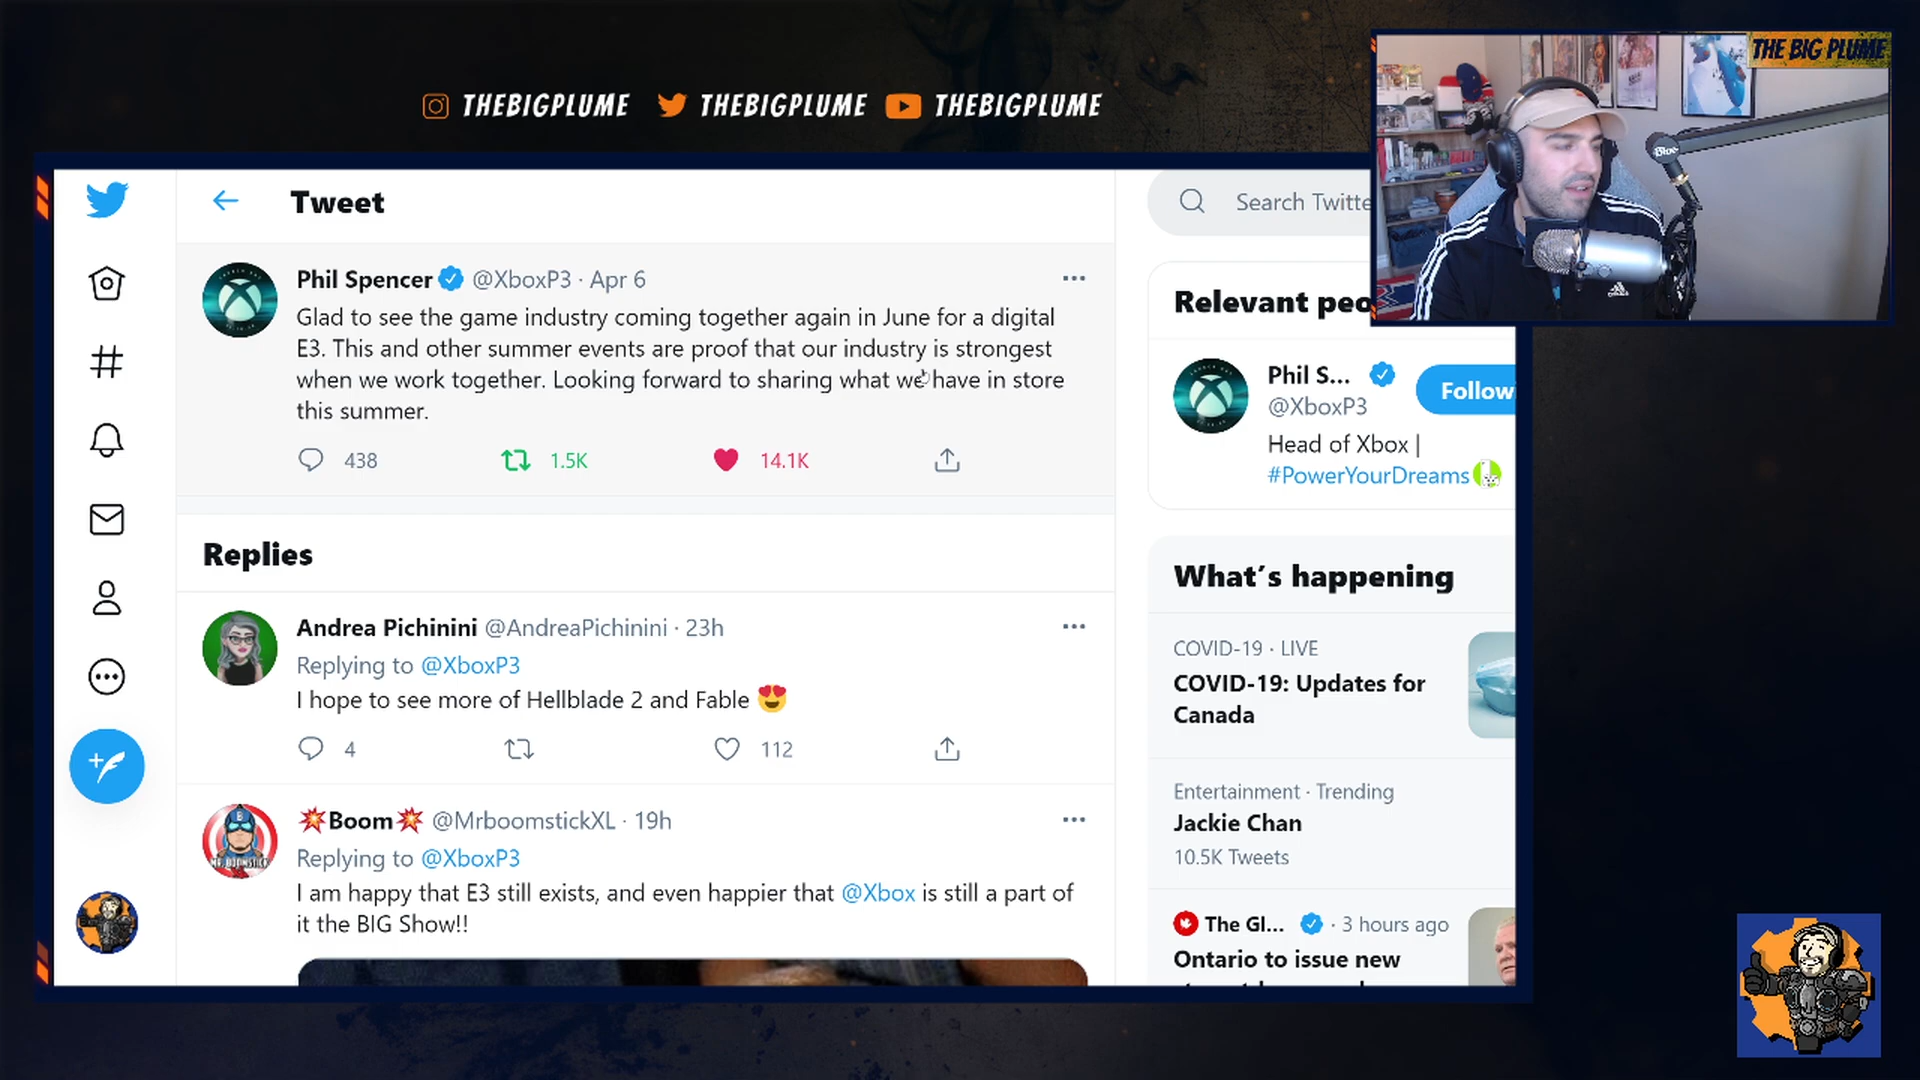 THE BIG PLUME
THEBIGPLUME THEBIGPLUME THEBIGPLUME
Blue
Tweet
Search Twitte
Phil Spencer @XboxP3 · Apr 6
Glad to see the game industry coming together again in June for a digital
E3. This and other summer events are proof that our industry is strongest
when we work together. Looking forward to sharing what we have in store
this summer.
438 1.5K 14.1K
Replies
Andrea Pichinini @AndreaPichinini · 23h
Replying to @XboxP3
I hope to see more of Hellblade 2 and Fable 😍
4 112
💥Boom💥 @MrboomstickXL · 19h
Replying to @XboxP3
I am happy that E3 still exists, and even happier that @Xbox is still a part of
it the BIG Show!!
Relevant peo
Phil S...
@XboxP3
Follow
Head of Xbox |
#PowerYourDreams
What's happening
COVID-19 · LIVE
COVID-19: Updates for
Canada
Entertainment · Trending
Jackie Chan
10.5K Tweets
The Gl... · 3 hours ago
Ontario to issue new